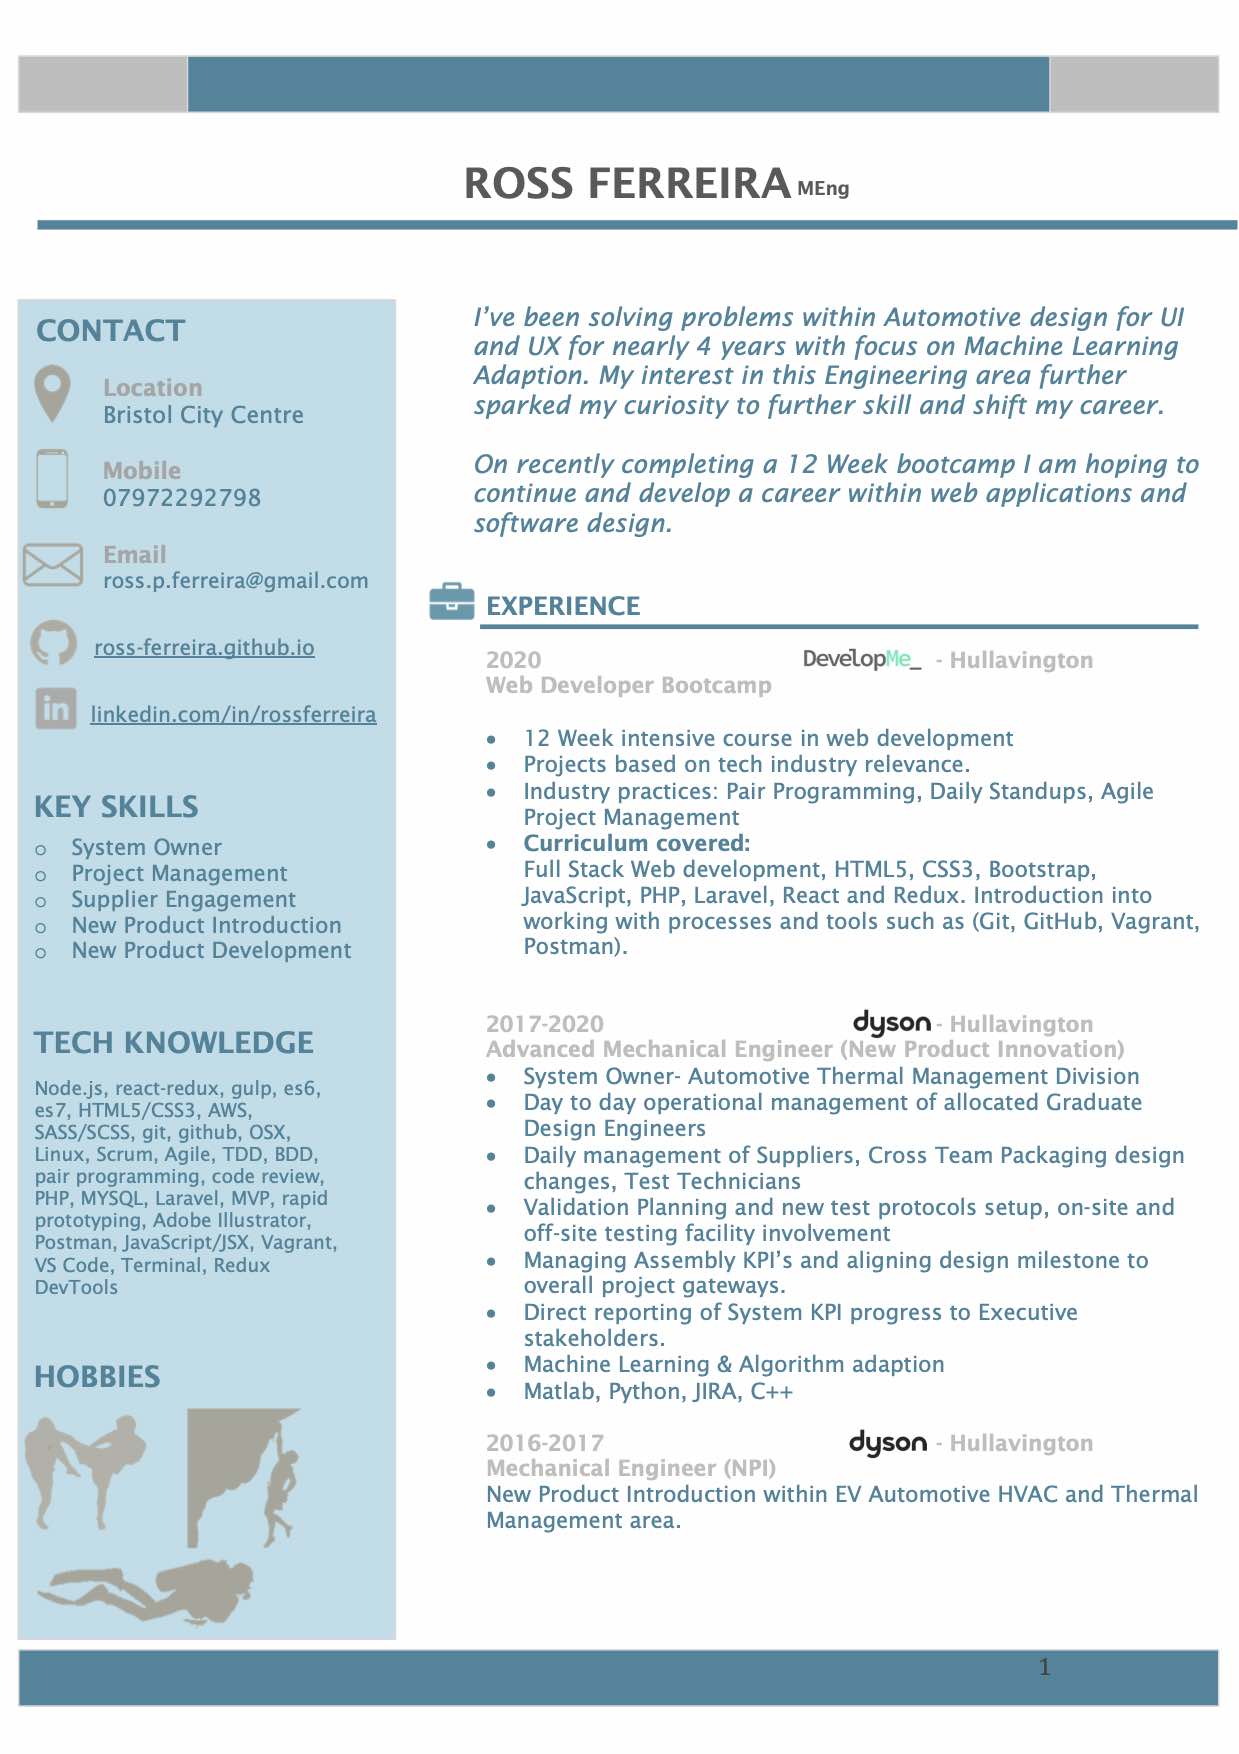 ROSS FERREIRA MEng
CONTACT
Location
Bristol City Centre
Mobile
07972292798
Email
ross.p.ferreira@gmail.com
ross-ferreira.github.io
in
linkedin.com/in/rossferreira
KEY SKILLS
o System Owner
o Project Management
o Supplier Engagement
o New Product Introduction
o New Product Development
TECH KNOWLEDGE
Node.js, react-redux, gulp, es6,
es7, HTML5/CSS3, AWS,
SASS/SCSS, git, github, OSX,
Linux, Scrum, Agile, TDD, BDD,
pair programming, code review,
PHP, MYSQL, Laravel, MVP, rapid
prototyping, Adobe Illustrator,
Postman, JavaScript/JSX, Vagrant,
VS Code, Terminal, Redux
DevTools
HOBBIES
I’ve been solving problems within Automotive design for UI
and UX for nearly 4 years with focus on Machine Learning
Adaption. My interest in this Engineering area further
sparked my curiosity to further skill and shift my career.
On recently completing a 12 Week bootcamp I am hoping to
continue and develop a career within web applications and
software design.
EXPERIENCE
2020 DevelopMe_ - Hullavington
Web Developer Bootcamp
• 12 Week intensive course in web development
• Projects based on tech industry relevance.
• Industry practices: Pair Programming, Daily Standups, Agile
Project Management
• Curriculum covered:
Full Stack Web development, HTML5, CSS3, Bootstrap,
JavaScript, PHP, Laravel, React and Redux. Introduction into
working with processes and tools such as (Git, GitHub, Vagrant,
Postman).
2017-2020 dyson - Hullavington
Advanced Mechanical Engineer (New Product Innovation)
• System Owner- Automotive Thermal Management Division
• Day to day operational management of allocated Graduate
Design Engineers
• Daily management of Suppliers, Cross Team Packaging design
changes, Test Technicians
• Validation Planning and new test protocols setup, on-site and
off-site testing facility involvement
• Managing Assembly KPI’s and aligning design milestone to
overall project gateways.
• Direct reporting of System KPI progress to Executive
stakeholders.
• Machine Learning & Algorithm adaption
• Matlab, Python, JIRA, C++
2016-2017 dyson - Hullavington
Mechanical Engineer (NPI)
New Product Introduction within EV Automotive HVAC and Thermal
Management area.
1